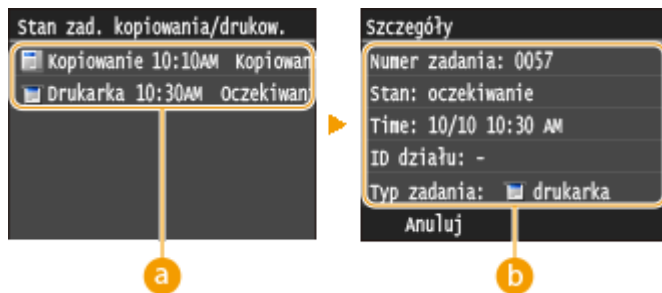 Stan zad. kopiowania/drukow.
Kopiowanie 10:10AM Kopiowan
Drukarka 10:30AM Oczekiwani
Szczegóły
Numer zadania: 0057
Stan: oczekiwanie
Time: 10/10 10:30 AM
ID działu: -
Typ zadania: drukarka
Anuluj
a
b